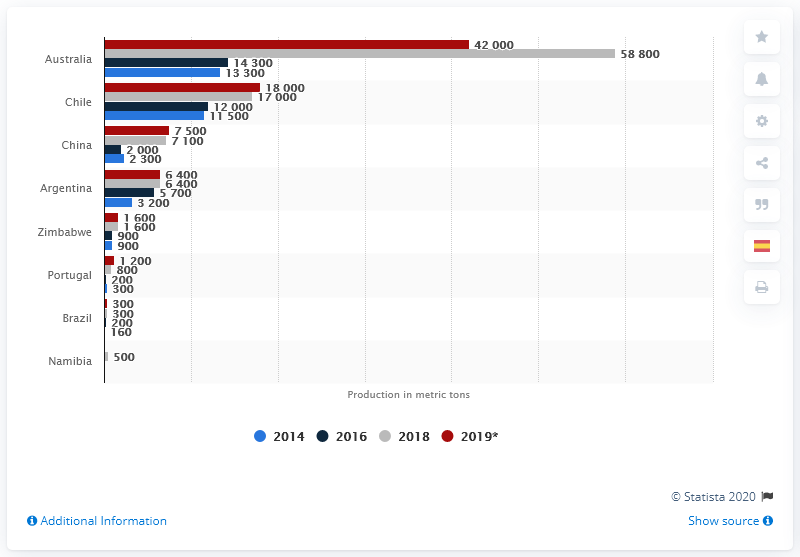 Australia
42 000
58 800
14 300
13 300
Chile
18 000
17 000
12 000
11 500
China
7 500
7 100
2 000
2 300
Argentina
6 400
6 400
5 700
3 200
Zimbabwe
1 600
1 600
900
900
Portugal
1 200
800
200
300
Brazil
300
300
200
160
Namibia
500
Production in metric tons
2014 2016 2018 2019*
© Statista 2020
Additional Information Show source